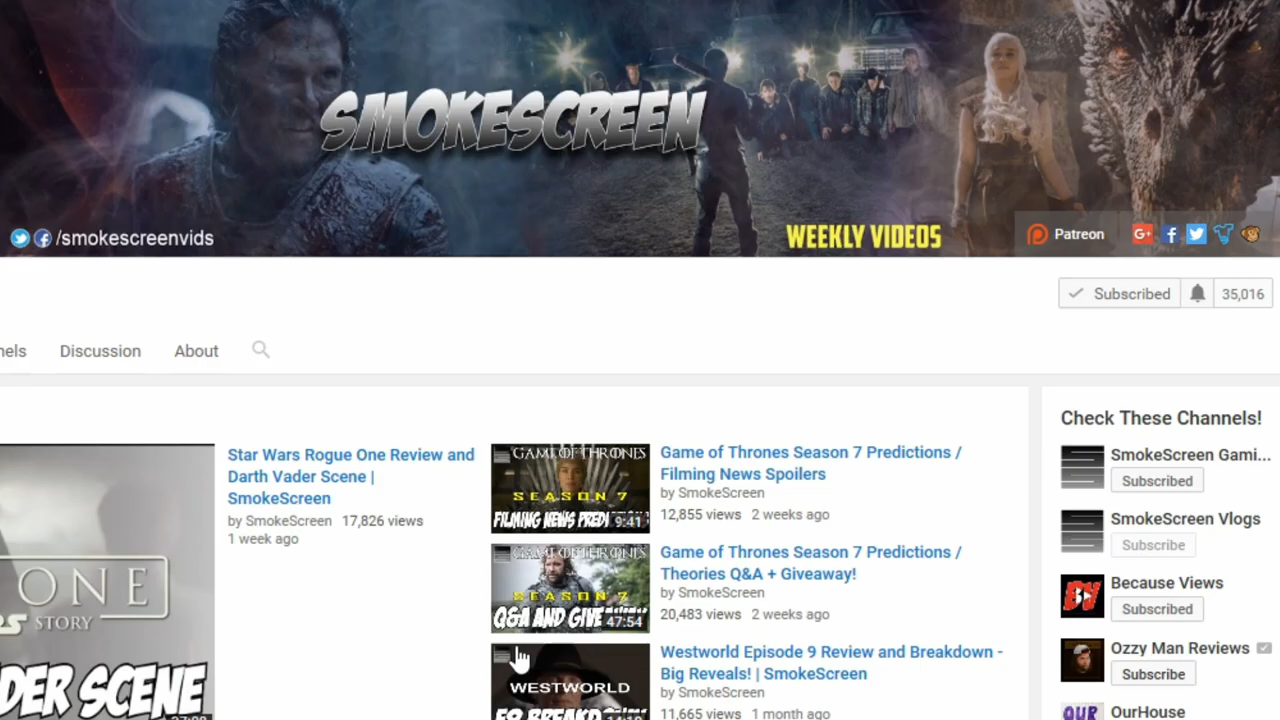 SMOKESCREEN
/smokescreenvids
WEEKLY VIDEOS
Patreon
G+
Subscribed
35,016
nels
Discussion
About
ONE
STORY
DER SCENE
Star Wars Rogue One Review and
Darth Vader Scene |
SmokeScreen
by SmokeScreen 17,826 views
1 week ago
GAME OF THRONES
SEASON 7
FILMING NEWS
9:41
Game of Thrones Season 7 Predictions /
Filming News Spoilers
by SmokeScreen
12,855 views 2 weeks ago
GAME OF THRONES
SEASON 7
Q&A AND
47:54
Game of Thrones Season 7 Predictions /
Theories Q&A + Giveaway!
by SmokeScreen
20,483 views 2 weeks ago
WESTWORLD
Westworld Episode 9 Review and Breakdown -
Big Reveals! | SmokeScreen
by SmokeScreen
11,665 views 1 month ago
Check These Channels!
SmokeScreen Gami...
Subscribed
SmokeScreen Vlogs
Subscribe
BV
Because Views
Subscribed
Ozzy Man Reviews
Subscribe
OUR
OurHouse